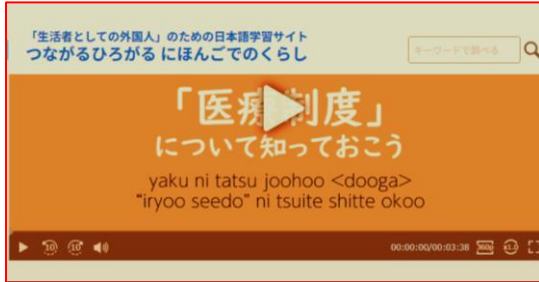 「生活者としての外国人」のための日本語学習サイト
つながるひろがる にほんごでのくらし
キーワードで調べる
「医療制度」
について知っておこう
yaku ni tatsu joohoo <dooga>
"iryoo seedo" ni tsuite shitte okoo
10 10 00:00:00/00:03:38 360p x1.0